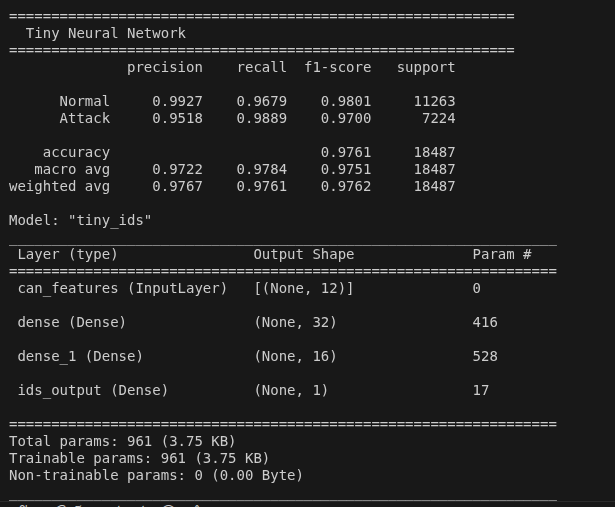 ============================================================
  Tiny Neural Network
============================================================
              precision    recall  f1-score   support

      Normal     0.9927    0.9679    0.9801     11263
      Attack     0.9518    0.9889    0.9700      7224

    accuracy                         0.9761     18487
   macro avg     0.9722    0.9784    0.9751     18487
weighted avg     0.9767    0.9761    0.9762     18487

Model: "tiny_ids"
_________________________________________________________________
 Layer (type)                Output Shape              Param #
=================================================================
 can_features (InputLayer)   [(None, 12)]              0

 dense (Dense)               (None, 32)                416

 dense_1 (Dense)             (None, 16)                528

 ids_output (Dense)          (None, 1)                 17

=================================================================
Total params: 961 (3.75 KB)
Trainable params: 961 (3.75 KB)
Non-trainable params: 0 (0.00 Byte)
_________________________________________________________________